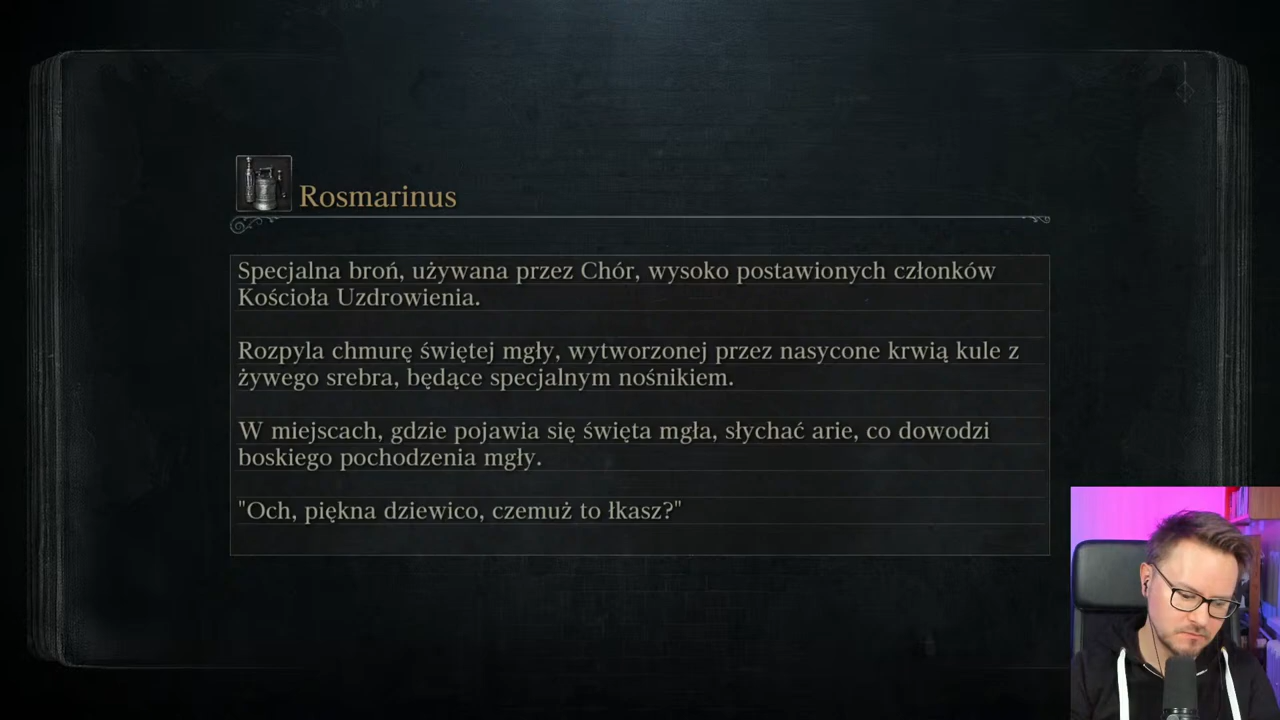 Rosmarinus
Specjalna broń, używana przez Chór, wysoko postawionych członków
Kościoła Uzdrowienia.
Rozpyla chmurę świętej mgły, wytworzonej przez nasycone krwią kule z
żywego srebra, będące specjalnym nośnikiem.
W miejscach, gdzie pojawia się święta mgła, słychać arie, co dowodzi
boskiego pochodzenia mgły.
"Och, piękna dziewico, czemuż to łkasz?"